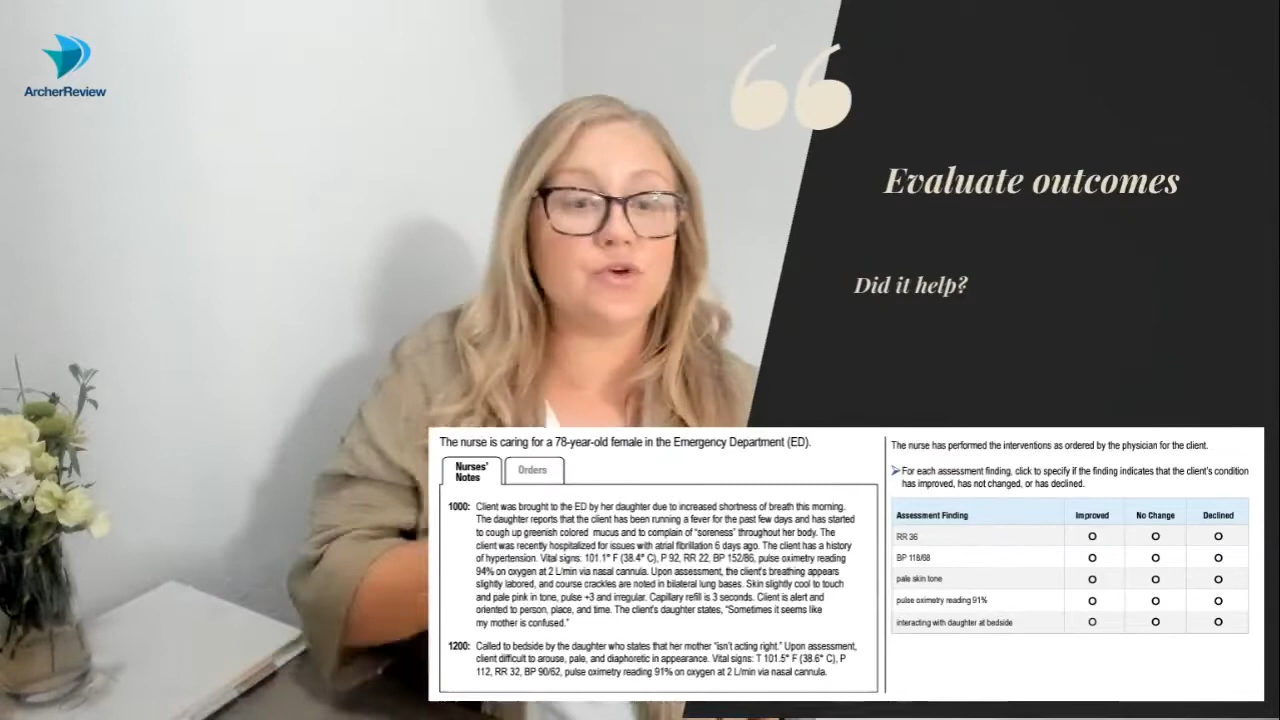 ArcherReview
Evaluate outcomes
Did it help?
The nurse is caring for a 78-year-old female in the Emergency Department (ED).
Nurses'
Notes
Orders
1000: Client was brought to the ED by her daughter due to increased shortness of breath this morning.
The daughter reports that the client has been running a fever for the past few days and has started
to cough up greenish colored mucus and to complain of "soreness" throughout her body. The
client was recently hospitalized for issues with atrial fibrillation 6 days ago. The client has a history
of hypertension. Vital signs: 101.1° F (38.4° C), P 92, RR 22, BP 152/86, pulse oximetry reading
94% on oxygen at 2 L/min via nasal cannula. Upon assessment, the client's breathing appears
slightly labored, and course crackles are noted in bilateral lung bases. Skin slightly cool to touch
and pale pink in tone, pulse +3 and irregular. Capillary refill is 3 seconds. Client is alert and
oriented to person, place, and time. The client's daughter states, "Sometimes it seems like
my mother is confused."
1200: Called to bedside by the daughter who states that her mother "isn't acting right." Upon assessment,
client difficult to arouse, pale, and diaphoretic in appearance. Vital signs: T 101.5° F (38.6° C), P
112, RR 32, BP 90/62, pulse oximetry reading 91% on oxygen at 2 L/min via nasal cannula.
The nurse has performed the interventions as ordered by the physician for the client.
For each assessment finding, click to specify if the finding indicates that the client's condition
has improved, has not changed, or has declined.
Assessment Finding Improved No Change Declined
RR 36
BP 118/68
pale skin tone
pulse oximetry reading 91%
interacting with daughter at bedside